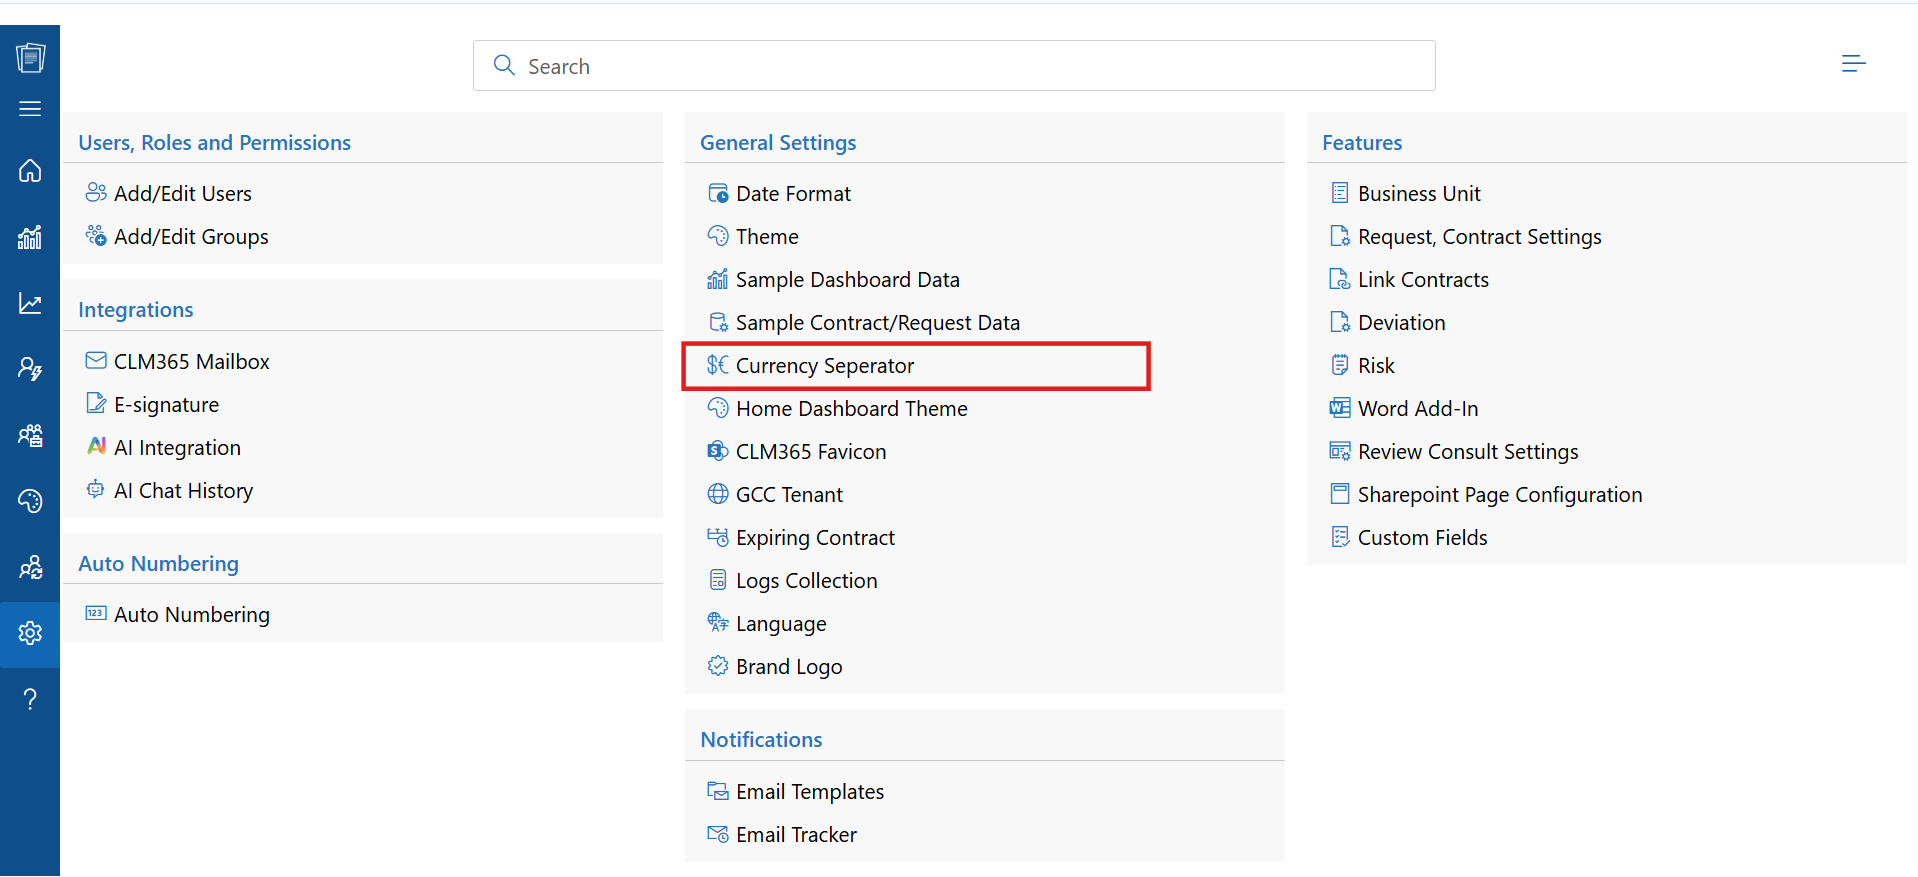 Search
Users, Roles and Permissions
Add/Edit Users
Add/Edit Groups
Integrations
CLM365 Mailbox
E-signature
AI Integration
AI Chat History
Auto Numbering
123 Auto Numbering
General Settings
Date Format
Theme
Sample Dashboard Data
Sample Contract/Request Data
$€ Currency Seperator
Home Dashboard Theme
CLM365 Favicon
GCC Tenant
Expiring Contract
Logs Collection
Language
Brand Logo
Notifications
Email Templates
Email Tracker
Features
Business Unit
Request, Contract Settings
Link Contracts
Deviation
Risk
Word Add-In
Review Consult Settings
Sharepoint Page Configuration
Custom Fields